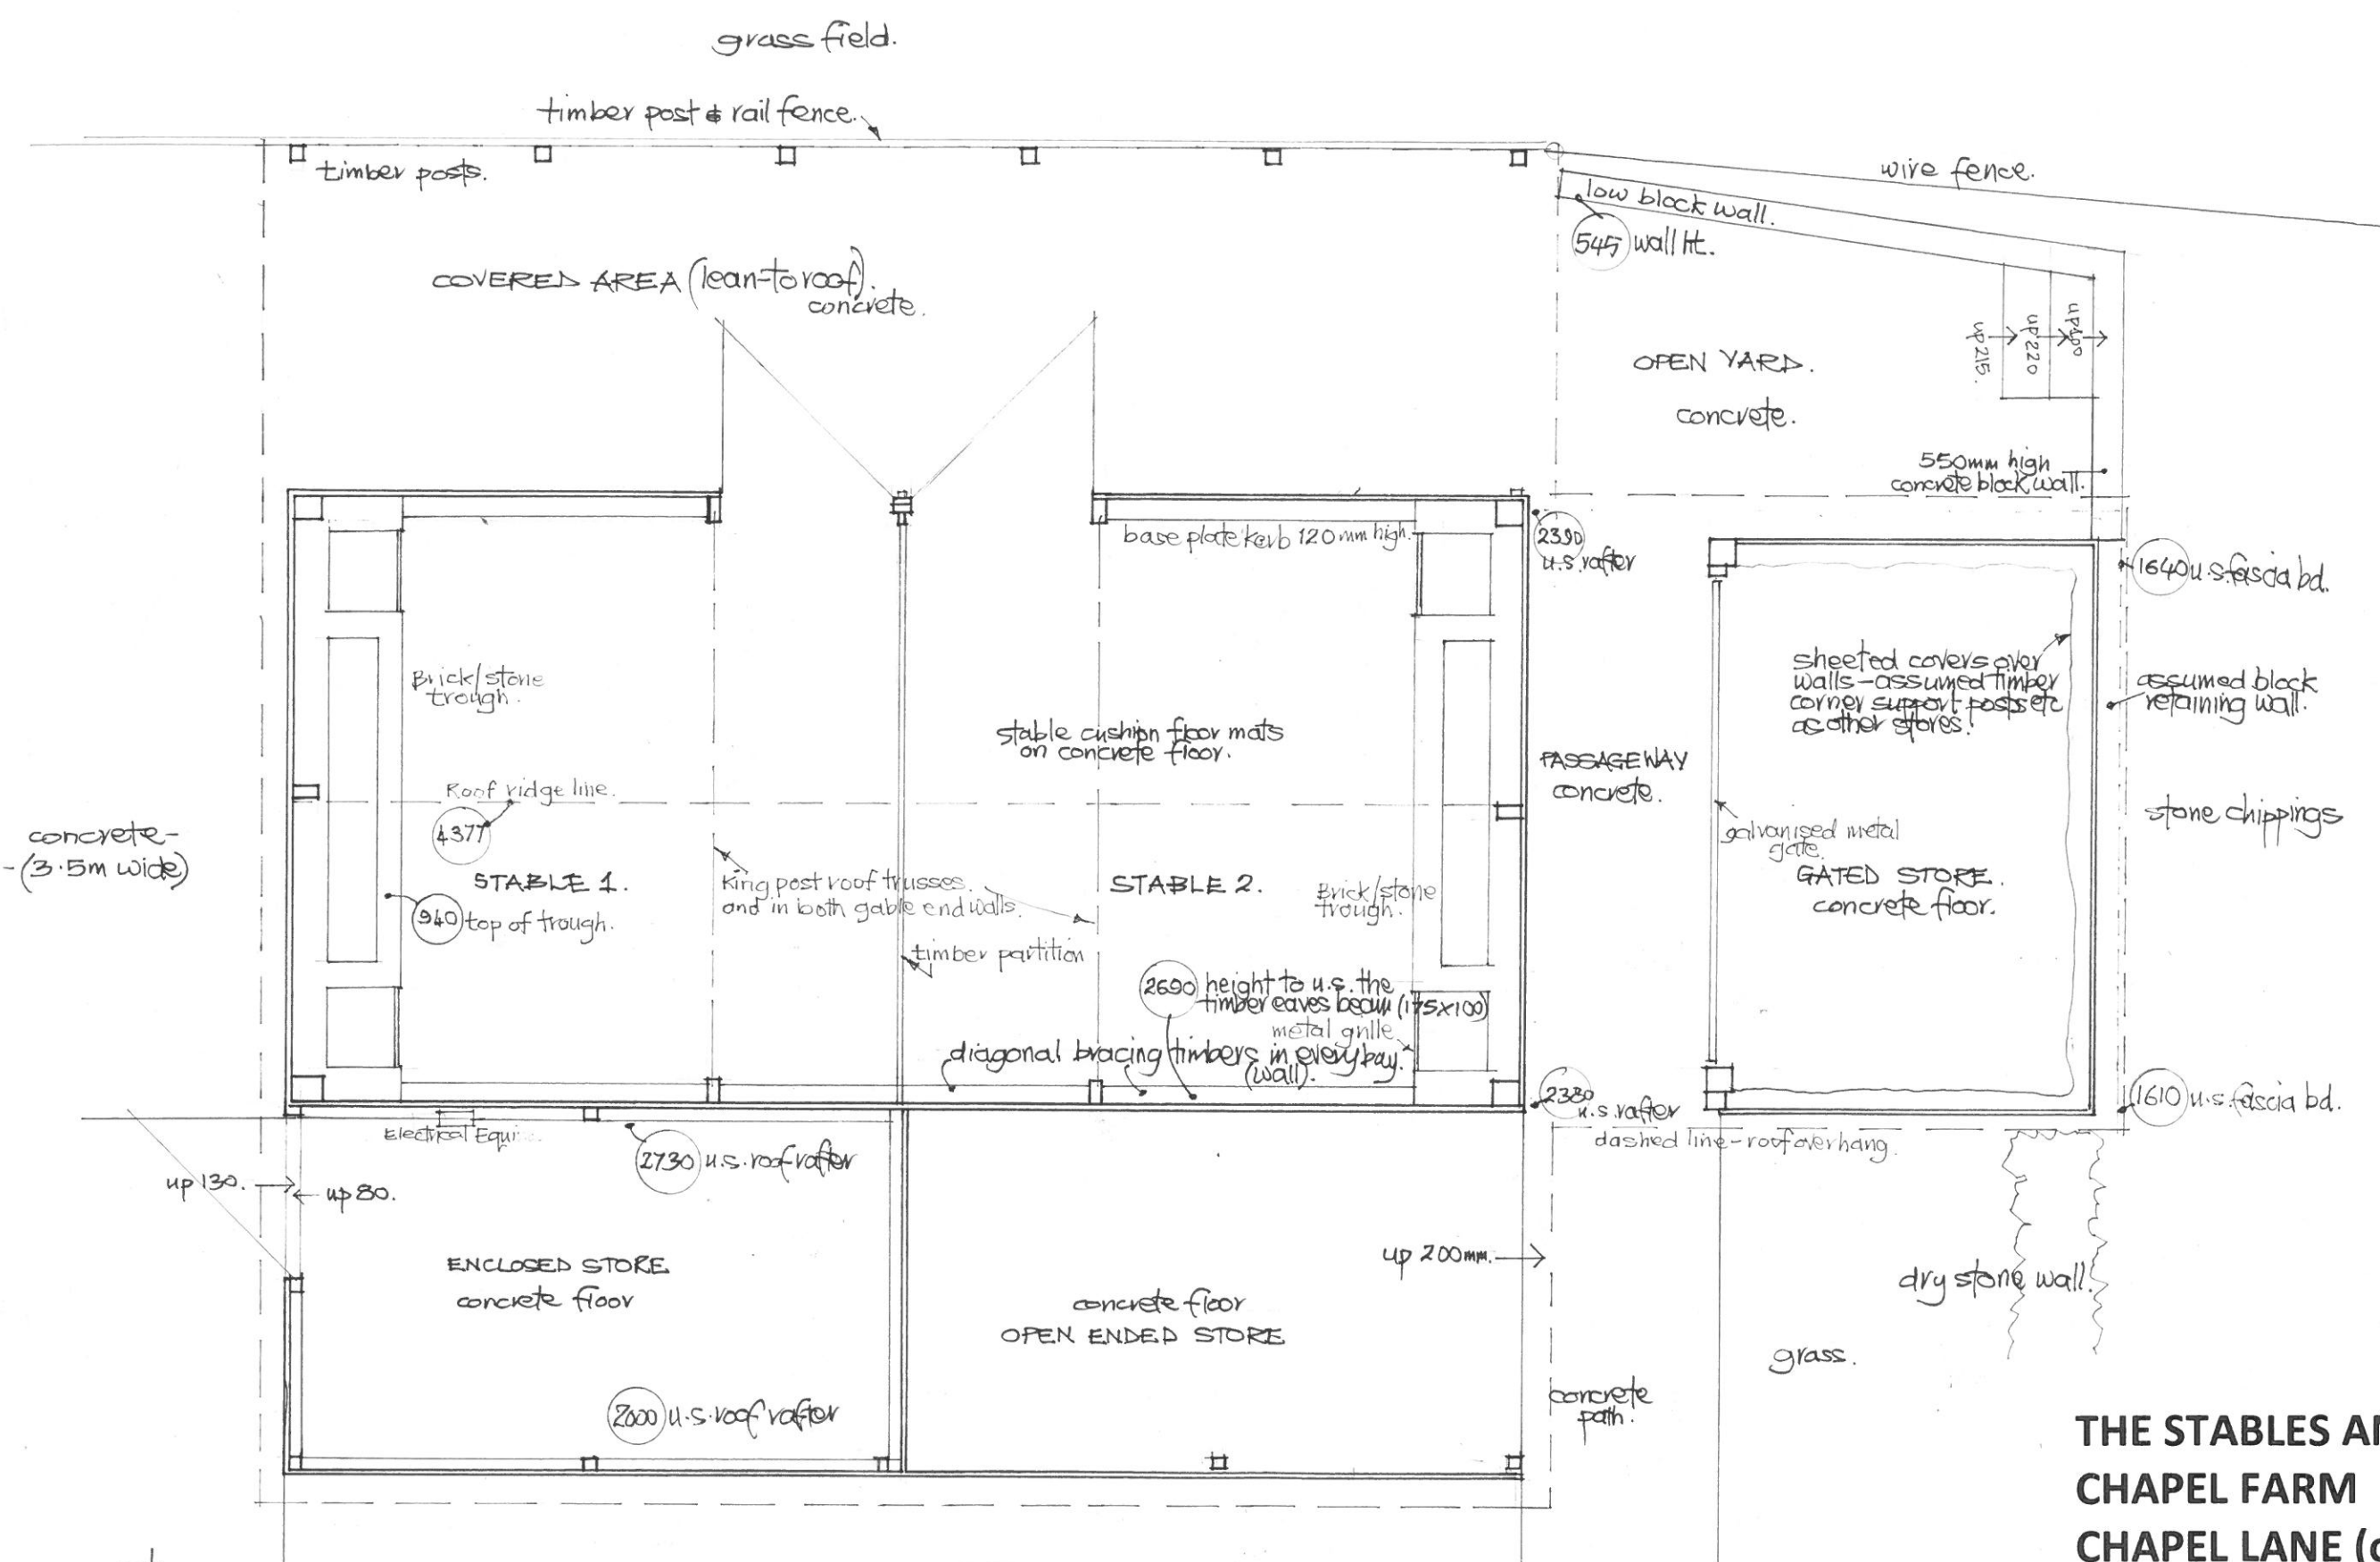 grass field.
timber post & rail fence.
timber posts.
wire fence.
low block wall.
545 wall ht.
COVERED AREA (lean-to roof).
concrete.
up 215.
up 220
up
OPEN YARD.
concrete.
550mm high
concrete block wall.
base plate kerb 120mm high.
2390
u.s. rafter
1640 u.s. fascia bd.
Brick/stone
trough.
sheeted covers over
walls - assumed timber
corner support posts etc
as other stores!
assumed block
retaining wall.
stable cushion floor mats
on concrete floor.
PASSAGEWAY
concrete.
Roof ridge line.
4377
concrete-
-(3.5m wide)
stone chippings
galvanised metal
gate.
STABLE 1.
King post roof trusses.
and in both gable end walls.
STABLE 2.
Brick/stone
trough.
GATED STORE.
concrete floor.
940 top of trough.
timber partition
2690 height to u.s. the
timber eaves beam (175x100)
metal grille.
diagonal bracing timbers in every bay.
(wall).
2380
u.s. rafter
1610 u.s. fascia bd.
Electrical Equi
dashed line - roof overhang.
2730 u.s. roof rafter
up 130.
up 80.
ENCLOSED STORE
concrete floor
up 200mm.
concrete floor
OPEN ENDED STORE
dry stone wall.
grass.
2000 u.s. roof rafter
concrete
path.
THE STABLES AN
CHAPEL FARM
CHAPEL LANE (o